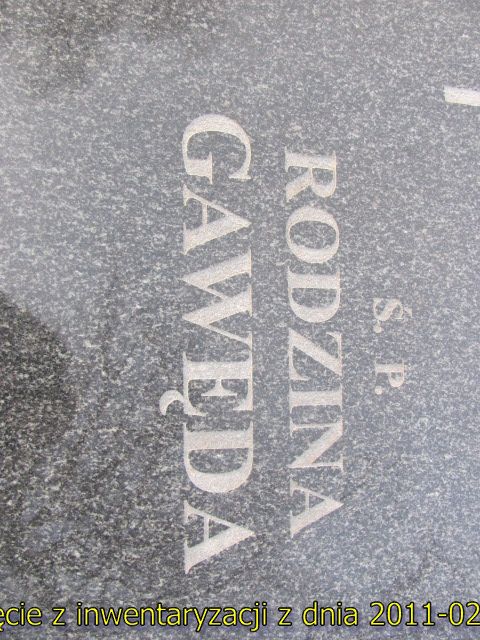 Ś. P.
RODZINA
GAWĘDA
ęcie z inwentaryzacji z dnia 2011-02